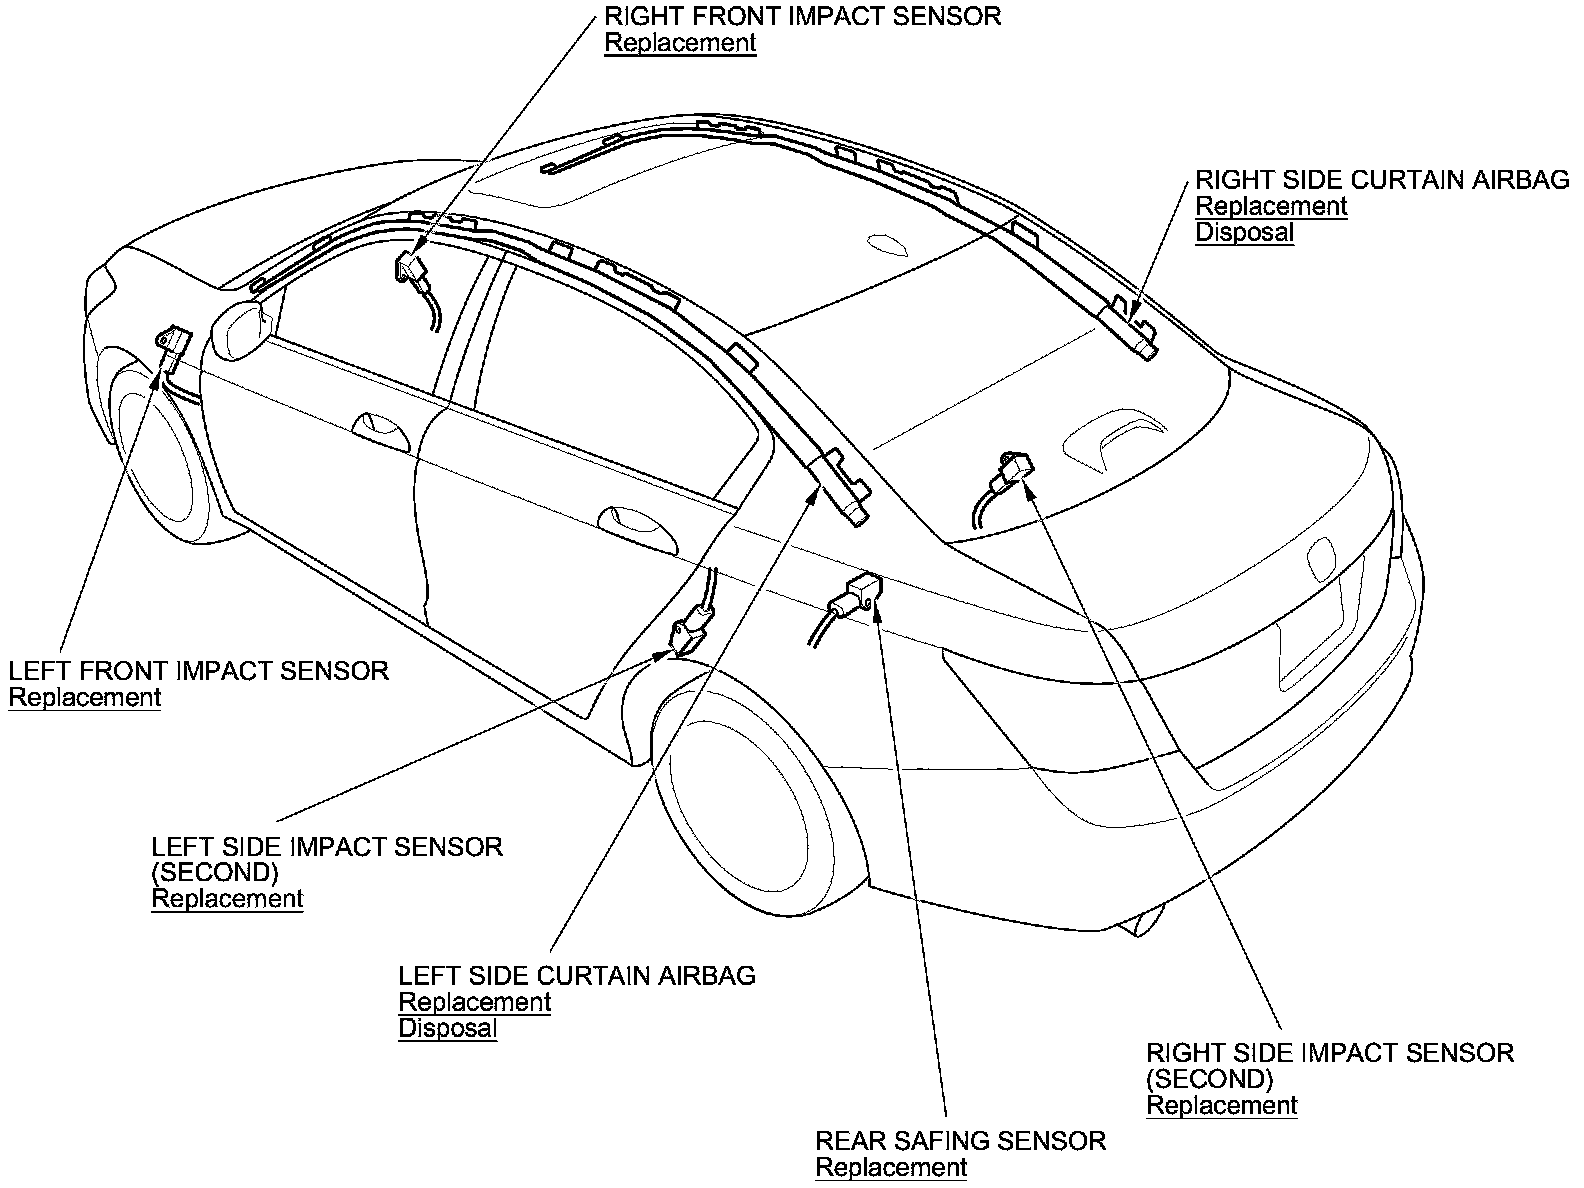 RIGHT FRONT IMPACT SENSOR
Replacement
RIGHT SIDE CURTAIN AIRBAG
Replacement
Disposal
LEFT FRONT IMPACT SENSOR
Replacement
LEFT SIDE IMPACT SENSOR
(SECOND)
Replacement
LEFT SIDE CURTAIN AIRBAG
Replacement
Disposal
RIGHT SIDE IMPACT SENSOR
(SECOND)
Replacement
REAR SAFING SENSOR
Replacement